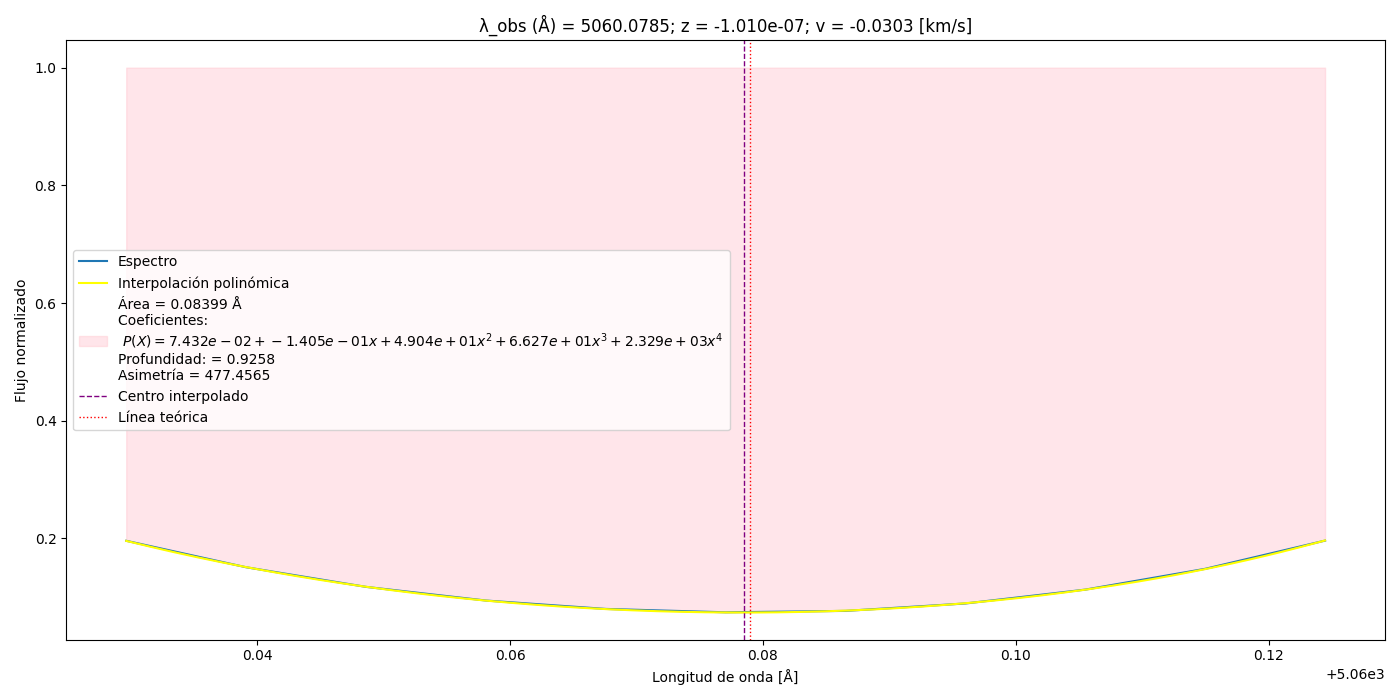 λ_obs (Å) = 5060.0785; z = -1.010e-07; v = -0.0303 [km/s]
1.0
0.8
0.6
0.4
0.2
Flujo normalizado
Espectro
Interpolación polinómica
Área = 0.08399 Å
Coeficientes:
P(X) = 7.432e − 02 + −1.405e − 01x + 4.904e + 01x² + 6.627e + 01x³ + 2.329e + 03x⁴
Profundidad: = 0.9258
Asimetría = 477.4565
Centro interpolado
Línea teórica
0.04 0.06 0.08 0.10 0.12
+5.06e3
Longitud de onda [Å]